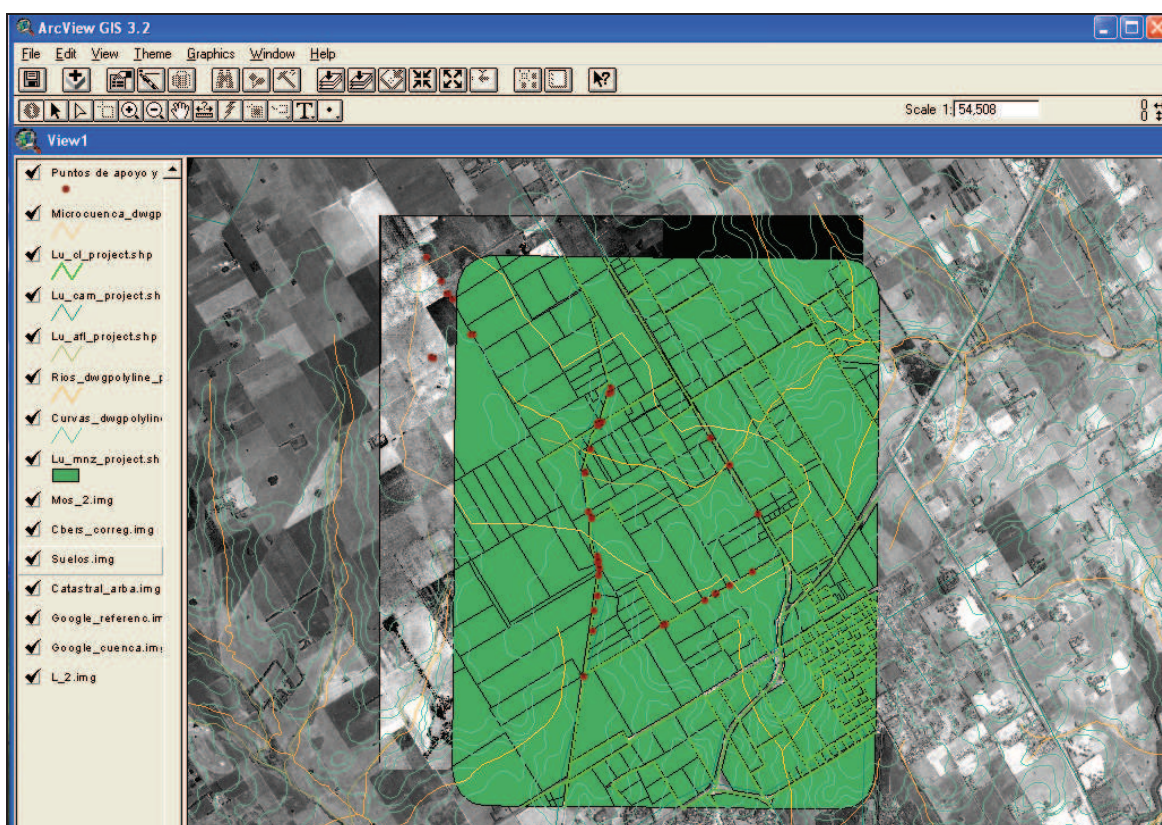 ArcView GIS 3.2
File Edit View Theme Graphics Window Help
Scale 1: 54,508
View1
Puntos de apoyo y
Microcuenca_dwgp
Lu_cl_project.shp
Lu_cam_project.sh
Lu_afl_project.shp
Rios_dwgpolyline_p
Curvas_dwgpolylin
Lu_mnz_project.sh
Mos_2.img
Cbers_correg.img
Suelos.img
Catastral_arba.img
Google_referenc.im
Google_cuenca.img
L_2.img